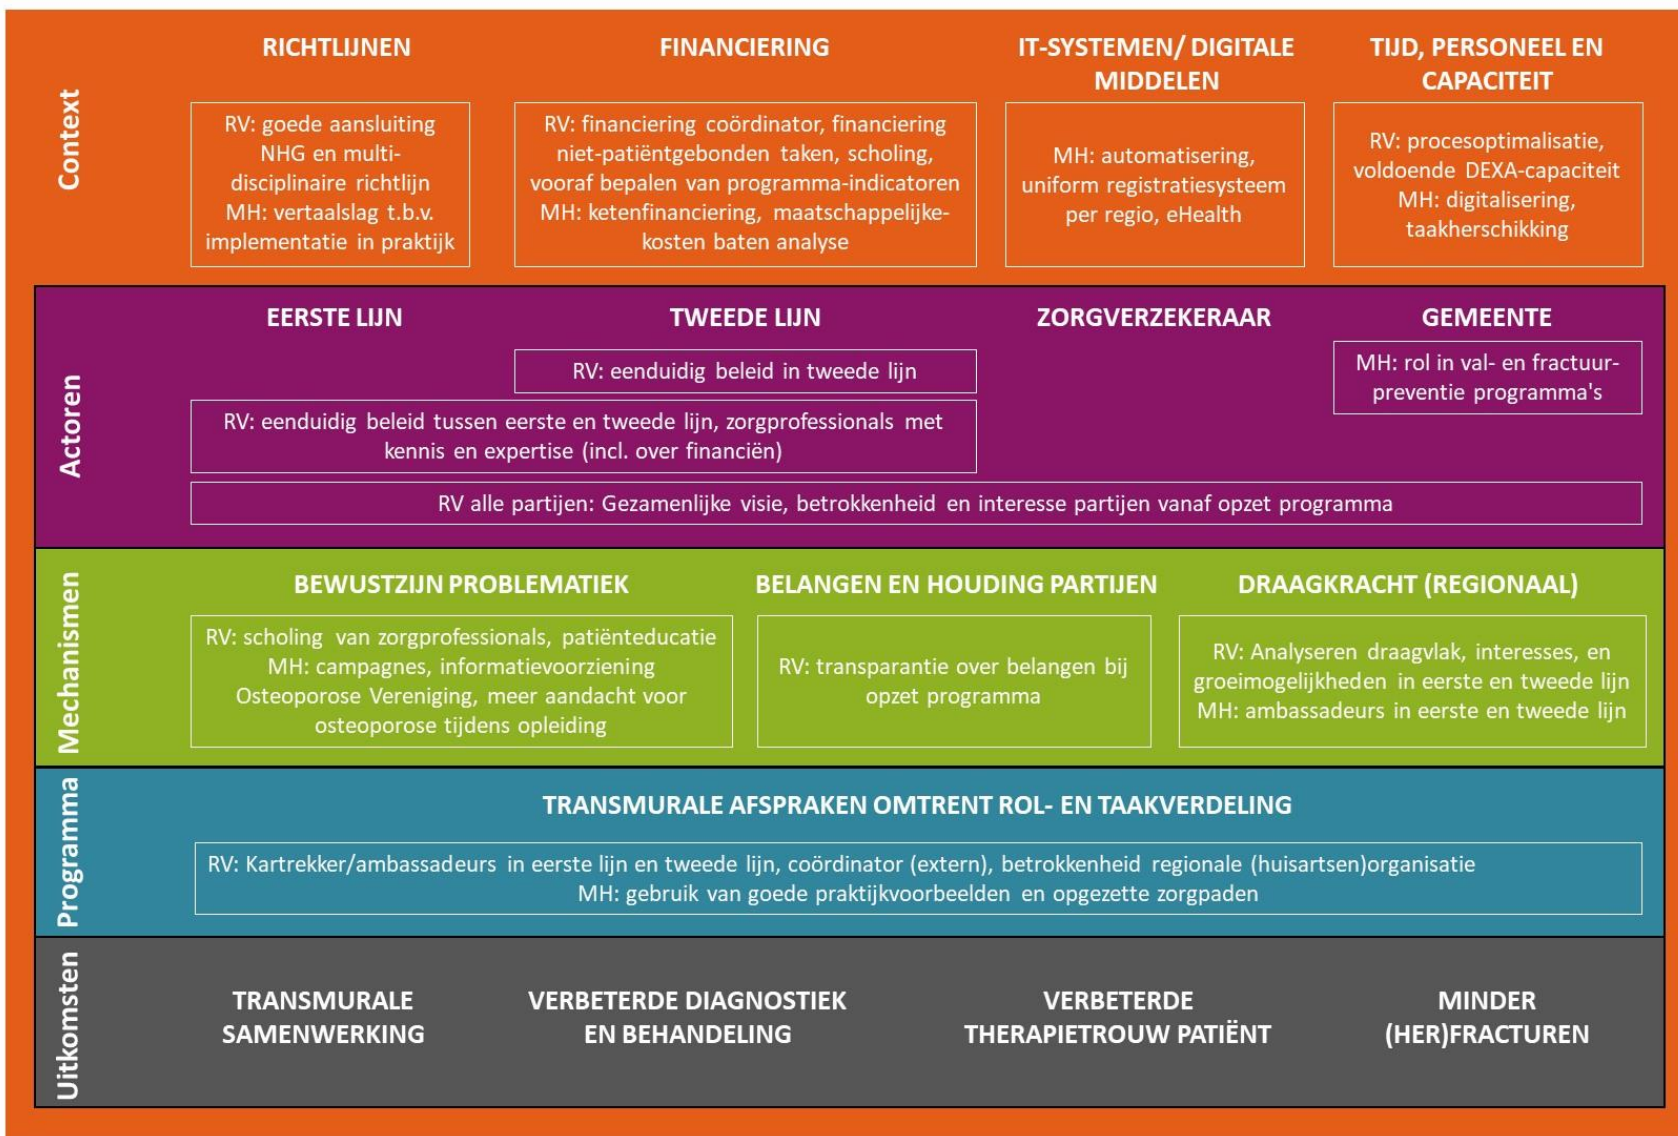 Context
RICHTLIJNEN
RV: goede aansluiting
NHG en multi-
disciplinaire richtlijn
MH: vertaalslag t.b.v.
implementatie in praktijk
FINANCIERING
RV: financiering coördinator, financiering
niet-patiëntgebonden taken, scholing,
vooraf bepalen van programma-indicatoren
MH: ketenfinanciering, maatschappelijke-
kosten baten analyse
IT-SYSTEMEN/ DIGITALE
MIDDELEN
MH: automatisering,
uniform registratiesysteem
per regio, eHealth
TIJD, PERSONEEL EN
CAPACITEIT
RV: procesoptimalisatie,
voldoende DEXA-capaciteit
MH: digitalisering,
taakherschikking
Actoren
EERSTE LIJN
TWEEDE LIJN
ZORGVERZEKERAAR
GEMEENTE
RV: eenduidig beleid in tweede lijn
MH: rol in val- en fractuur-
preventie programma's
RV: eenduidig beleid tussen eerste en tweede lijn, zorgprofessionals met
kennis en expertise (incl. over financiën)
RV alle partijen: Gezamenlijke visie, betrokkenheid en interesse partijen vanaf opzet programma
Mechanismen
BEWUSTZIJN PROBLEMATIEK
RV: scholing van zorgprofessionals, patiënteducatie
MH: campagnes, informatievoorziening
Osteoporose Vereniging, meer aandacht voor
osteoporose tijdens opleiding
BELANGEN EN HOUDING PARTIJEN
RV: transparantie over belangen bij
opzet programma
DRAAGKRACHT (REGIONAAL)
RV: Analyseren draagvlak, interesses, en
groeimogelijkheden in eerste en tweede lijn
MH: ambassadeurs in eerste en tweede lijn
Programma
TRANSMURALE AFSPRAKEN OMTRENT ROL- EN TAAKVERDELING
RV: Kartrekker/ambassadeurs in eerste lijn en tweede lijn, coördinator (extern), betrokkenheid regionale (huisartsen)organisatie
MH: gebruik van goede praktijkvoorbeelden en opgezette zorgpaden
Uitkomsten
TRANSMURALE
SAMENWERKING
VERBETERDE DIAGNOSTIEK
EN BEHANDELING
VERBETERDE
THERAPIETROUW PATIËNT
MINDER
(HER)FRACTUREN